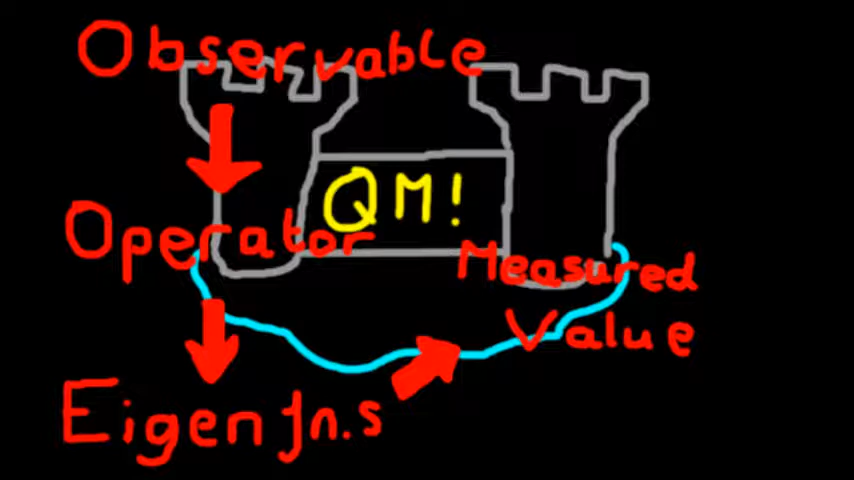 Observable
QM!
Operator
Measured
Value
Eigenfn.s